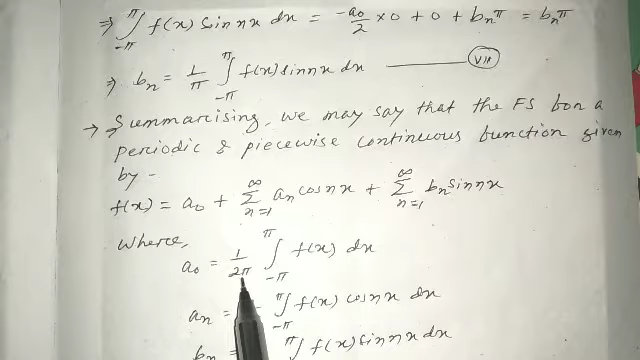 ⇒ ∫_{-π}^{π} f(x) sin nx dx = -a₀/2 × 0 + 0 + bₙπ = bₙπ
⇒ bₙ = 1/π ∫_{-π}^{π} f(x) sin nx dx ——— (VII)
→ Summarising, we may say that the FS for a
periodic & piecewise continuous function given
by -
f(x) = a₀ + ∑_{n=1}^{∞} aₙ cos nx + ∑_{n=1}^{∞} bₙ sin nx
Where,
a₀ = 1/2π ∫_{-π}^{π} f(x) dx
aₙ = ∫_{-π}^{π} f(x) cos nx dx
bₙ = ∫^{π} f(x) sin nx dx